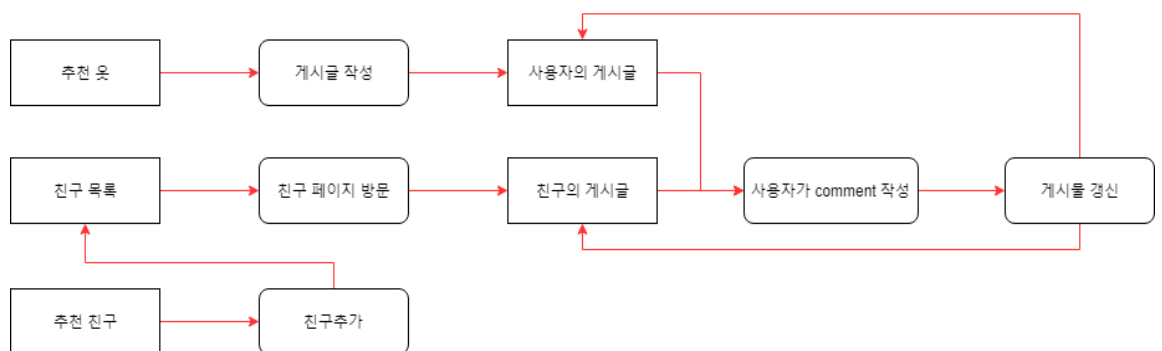 추천 옷
게시글 작성
사용자의 게시글
친구 목록
친구 페이지 방문
친구의 게시글
사용자가 comment 작성
게시물 갱신
추천 친구
친구추가